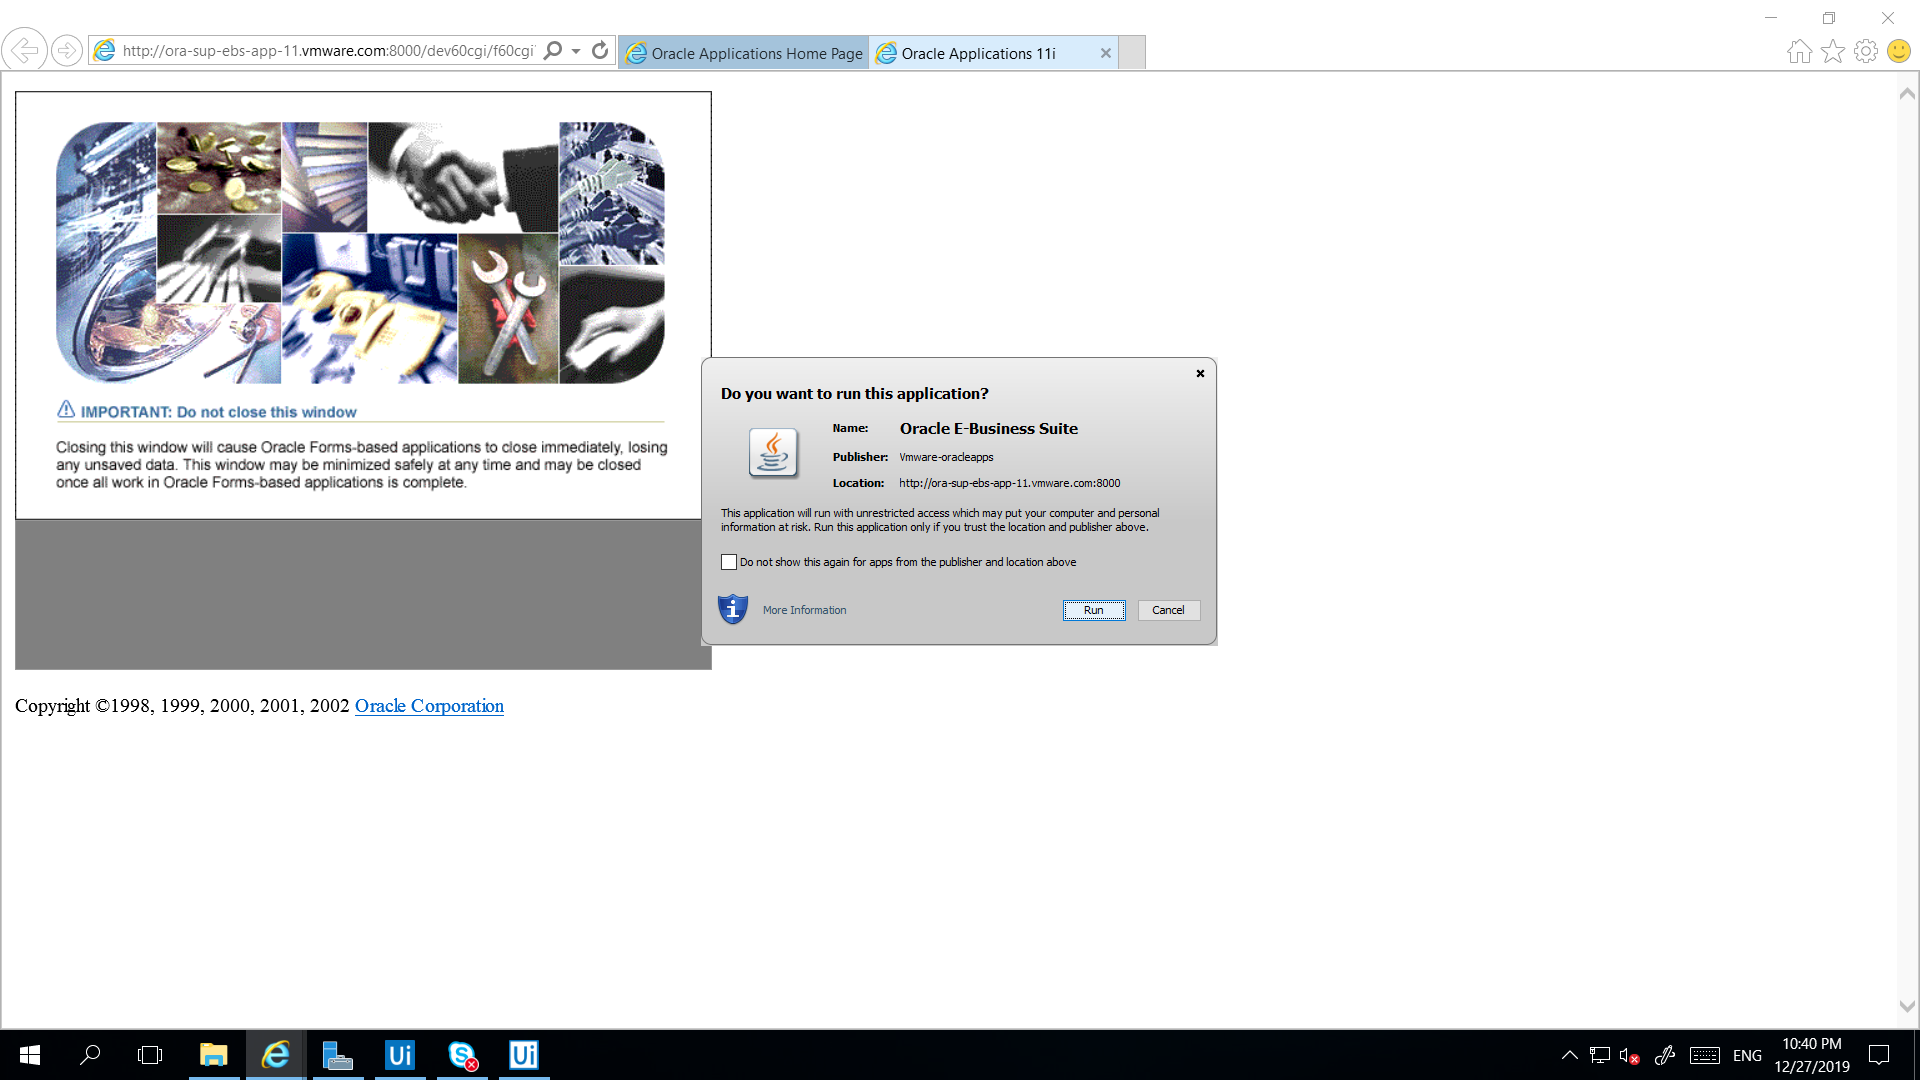 http://ora-sup-ebs-app-11.vmware.com:8000/dev60cgi/f60cgi
Oracle Applications Home Page
Oracle Applications 11i
IMPORTANT: Do not close this window
Closing this window will cause Oracle Forms-based applications to close immediately, losing
any unsaved data. This window may be minimized safely at any time and may be closed
once all work in Oracle Forms-based applications is complete.
Do you want to run this application?
Name: Oracle E-Business Suite
Publisher: Vmware-oracleapps
Location: http://ora-sup-ebs-app-11.vmware.com:8000
This application will run with unrestricted access which may put your computer and personal
information at risk. Run this application only if you trust the location and publisher above.
Do not show this again for apps from the publisher and location above
More Information
Run
Cancel
Copyright ©1998, 1999, 2000, 2001, 2002 Oracle Corporation
Ui
Ui
ENG
10:40 PM
12/27/2019